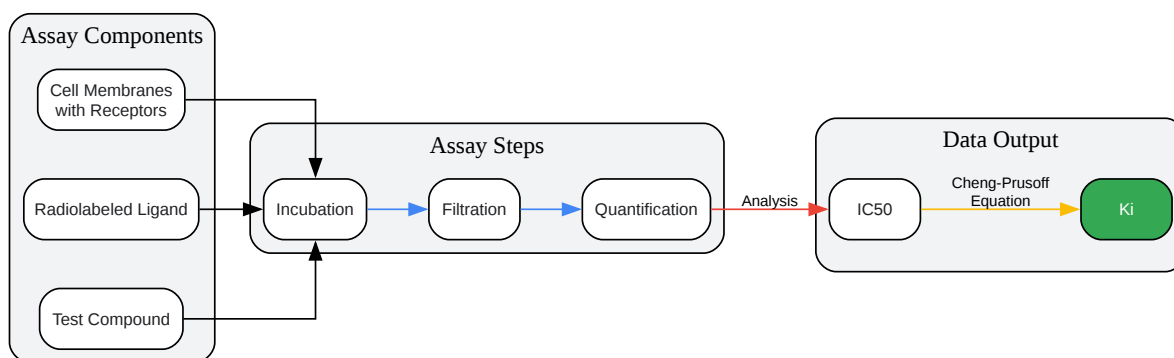 Assay Components
Cell Membranes
with Receptors
Radiolabeled Ligand
Test Compound
Assay Steps
Incubation
Filtration
Quantification
Analysis
Data Output
IC50
Cheng-Prusoff
Equation
Ki